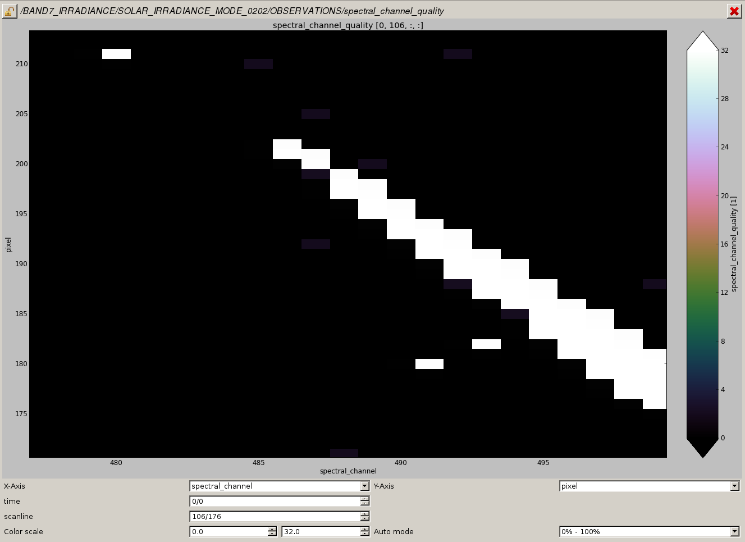 /BAND7_IRRADIANCE/SOLAR_IRRADIANCE_MODE_0202/OBSERVATIONS/spectral_channel_quality
spectral_channel_quality [0, 106, :, :]
210
205
200
195
190
185
180
175
pixel
480 485 490 495
spectral_channel
32
28
24
20
16
12
8
4
0
spectral_channel_quality [1]
X-Axis spectral_channel Y-Axis pixel
time 0/0
scanline 106/176
Color scale 0.0 32.0 Auto mode 0% - 100%